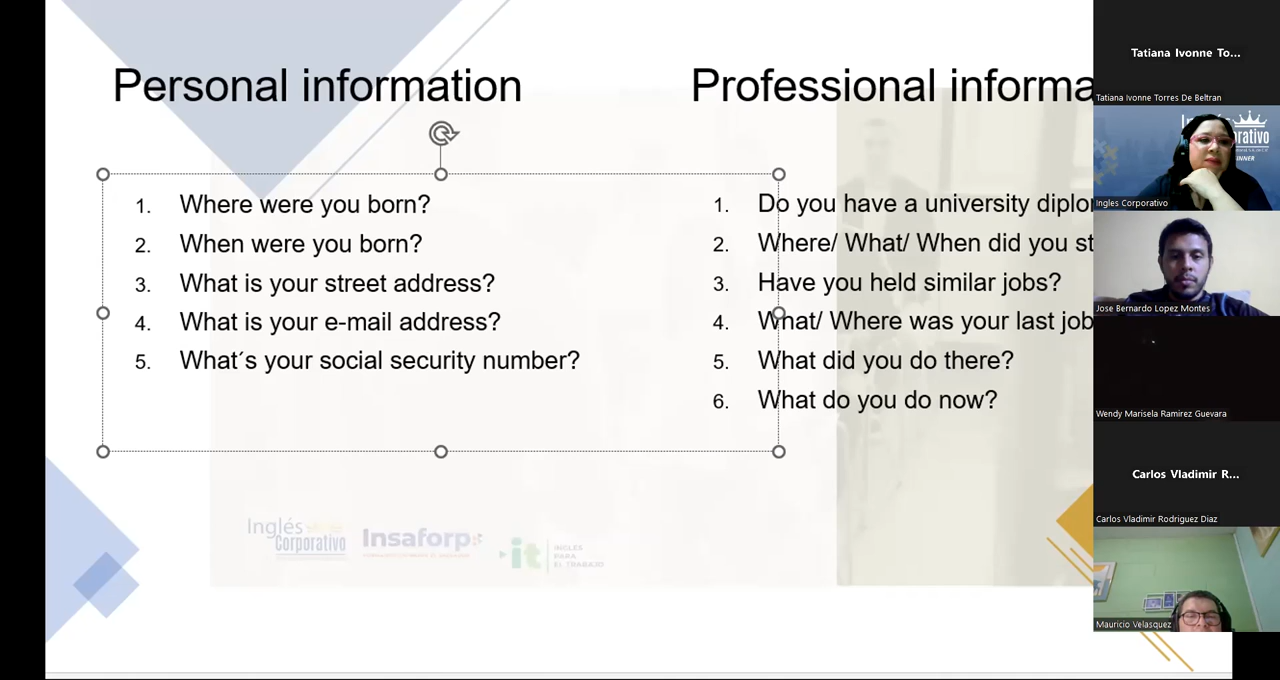 Personal information
Where were you born?
When were you born?
What is your street address?
What is your e-mail address?
What´s your social security number?
1.
2.
3.
4.
5.
Professional informa
1. Do you have a university diplo
2. Where/ What/ When did you st
3. Have you held similar jobs?
4. What/ Where was your last job
5. What did you do there?
6. What do you do now?
Inglés
Corporativo
Insaforp
it
INGLÉS
PARA
EL TRABAJO
Tatiana Ivonne To...
Tatiana Ivonne Torres De Beltran
Ingles Corporativo
Jose Bernardo Lopez Montes
Wendy Marisela Ramirez Guevara
Carlos Vladimir R...
Carlos Vladimir Rodriguez Diaz
Mauricio Velasquez